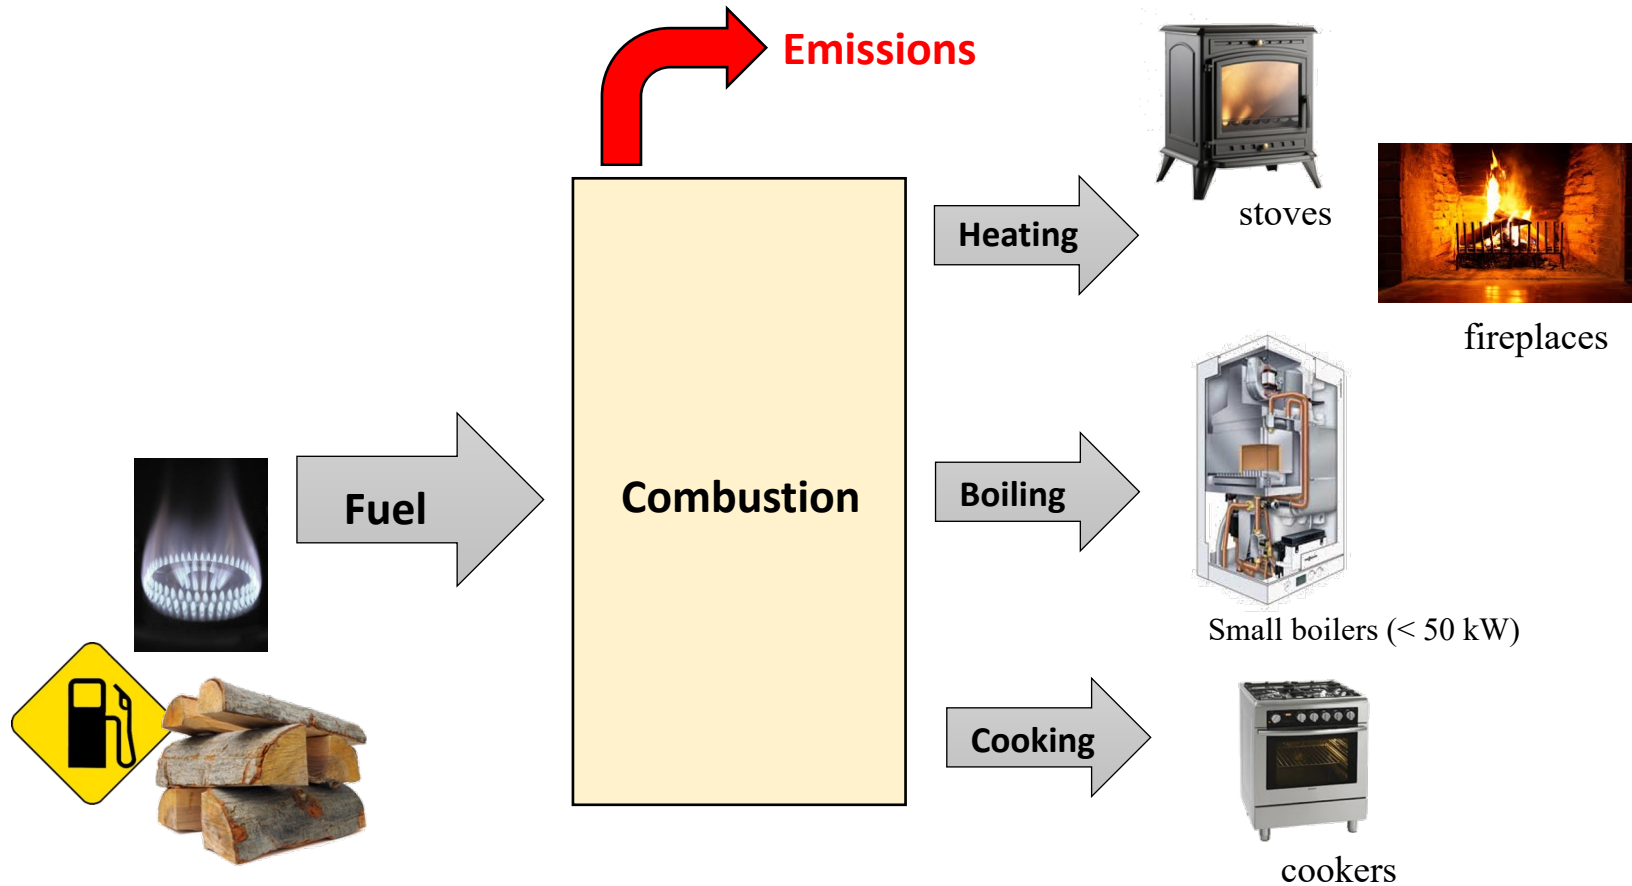 Emissions
Heating
stoves
fireplaces
Fuel
Combustion
Boiling
Small boilers (< 50 kW)
Cooking
cookers